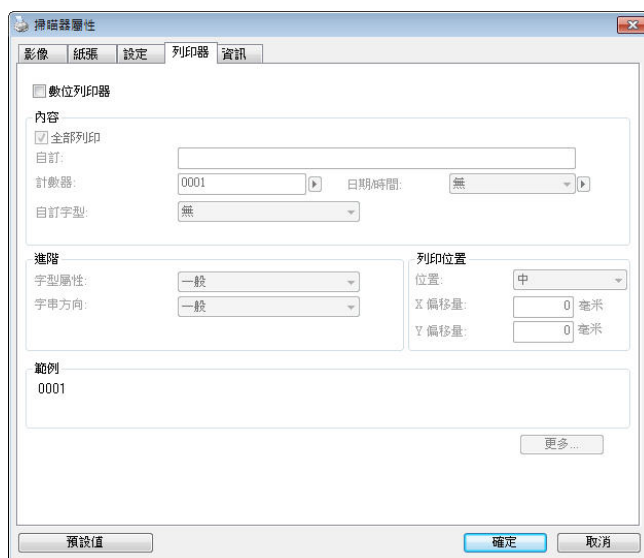 掃瞄器屬性
影像 紙張 設定 列印器 資訊
數位列印器
內容
全部列印
自訂:
計數器: 0001 日期/時間: 無
自訂字型: 無
進階
字型屬性: 一般
字串方向: 一般
列印位置
位置: 中
X 偏移量: 0 毫米
Y 偏移量: 0 毫米
範例
0001
更多...
預設值 確定 取消